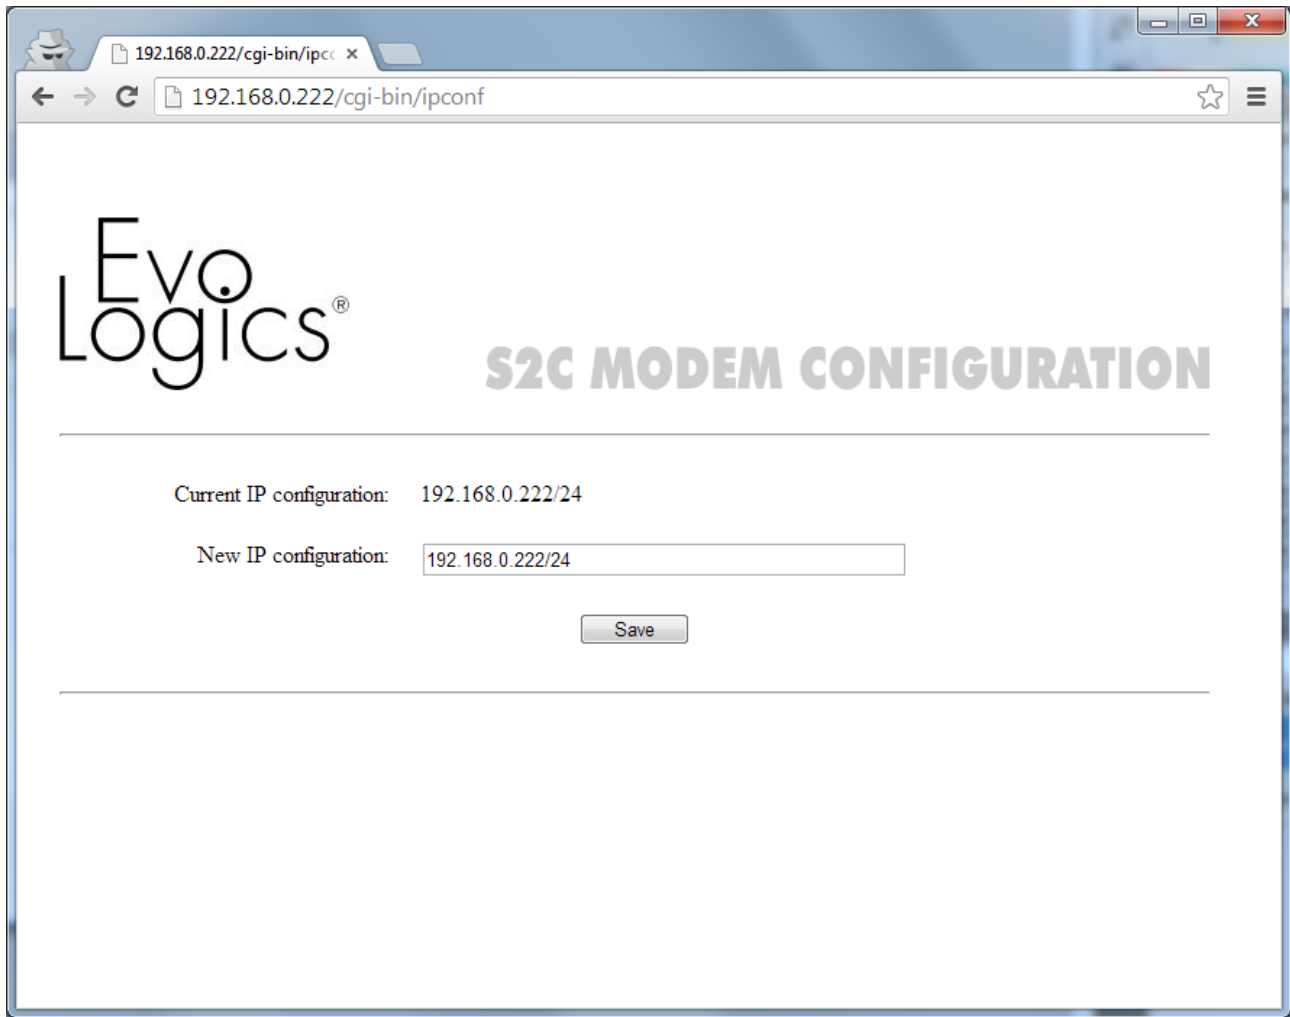 192.168.0.222/cgi-bin/ipcc
192.168.0.222/cgi-bin/ipconf
Evo
Logics®
S2C MODEM CONFIGURATION
Current IP configuration: 192.168.0.222/24
New IP configuration: 192.168.0.222/24
Save